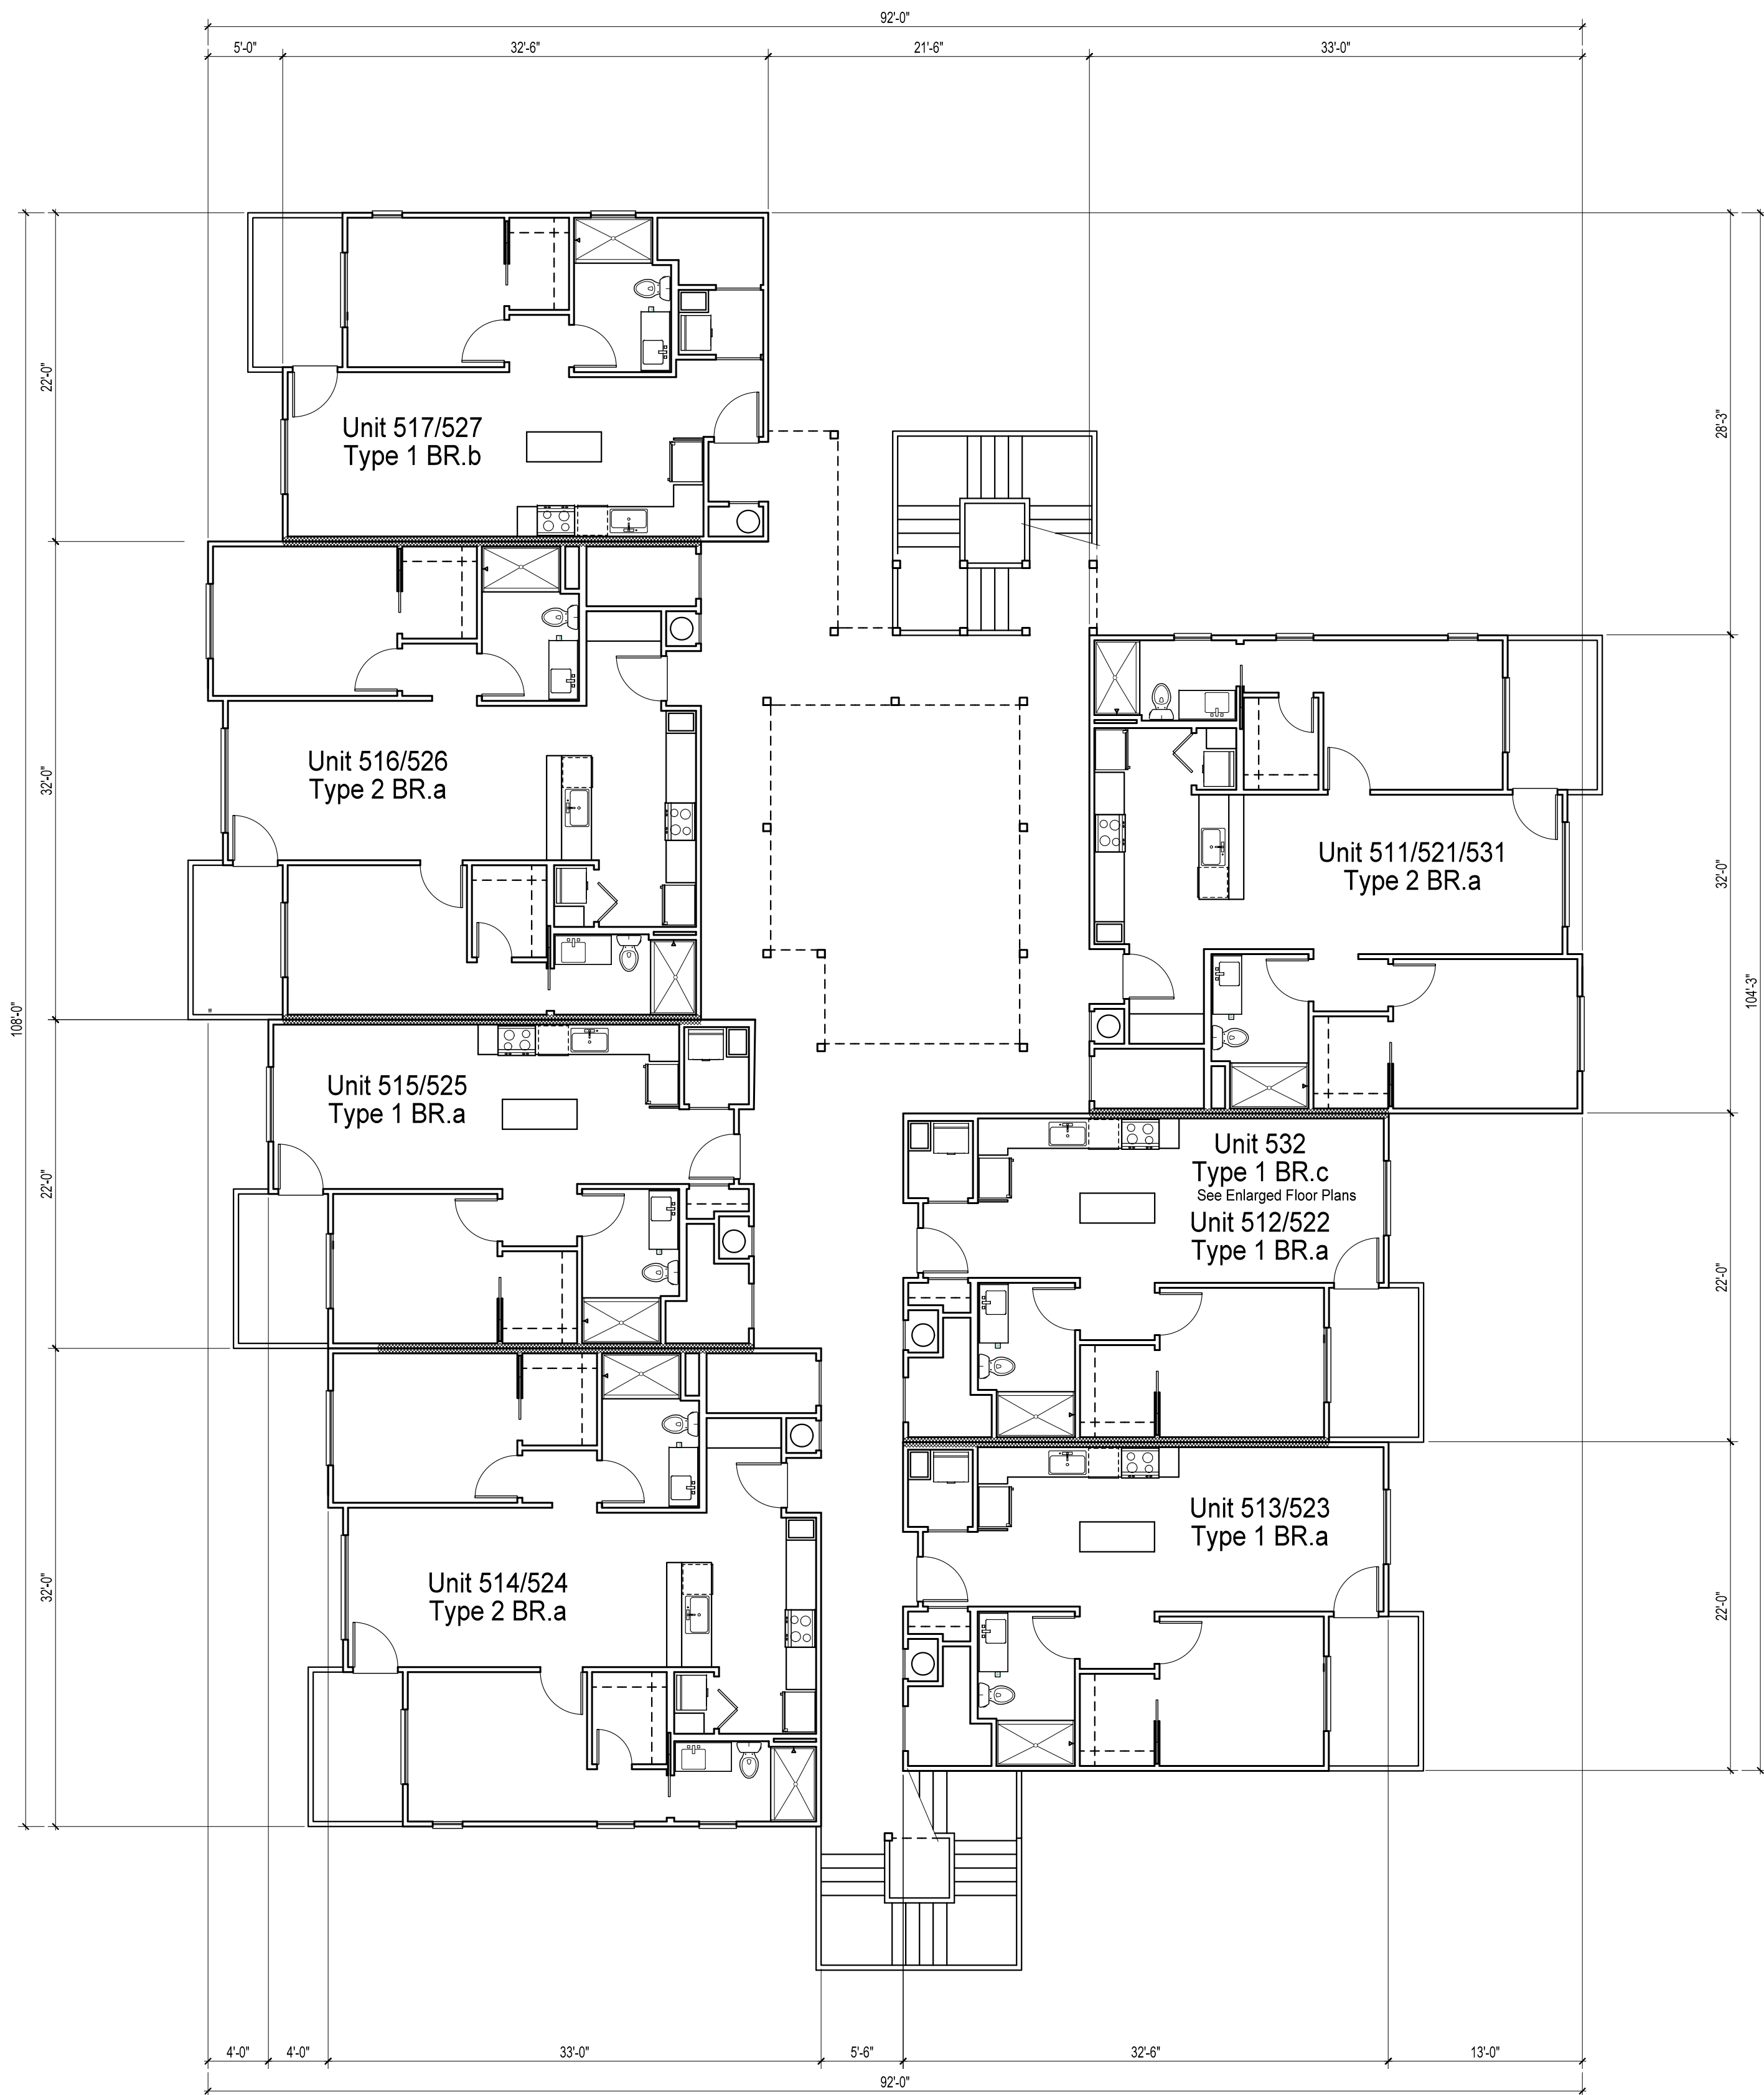 92'-0"
5'-0"
32'-6"
21'-6"
33'-0"
22'-0"
28'-3"
Unit 517/527
Type 1 BR.b
32'-0"
Unit 516/526
Type 2 BR.a
Unit 511/521/531
Type 2 BR.a
32'-0"
108'-0"
104'-3"
22'-0"
Unit 515/525
Type 1 BR.a
Unit 532
Type 1 BR.c
See Enlarged Floor Plans
Unit 512/522
Type 1 BR.a
22'-0"
Unit 513/523
Type 1 BR.a
32'-0"
Unit 514/524
Type 2 BR.a
22'-0"
4'-0"
4'-0"
33'-0"
5'-6"
32'-6"
13'-0"
92'-0"